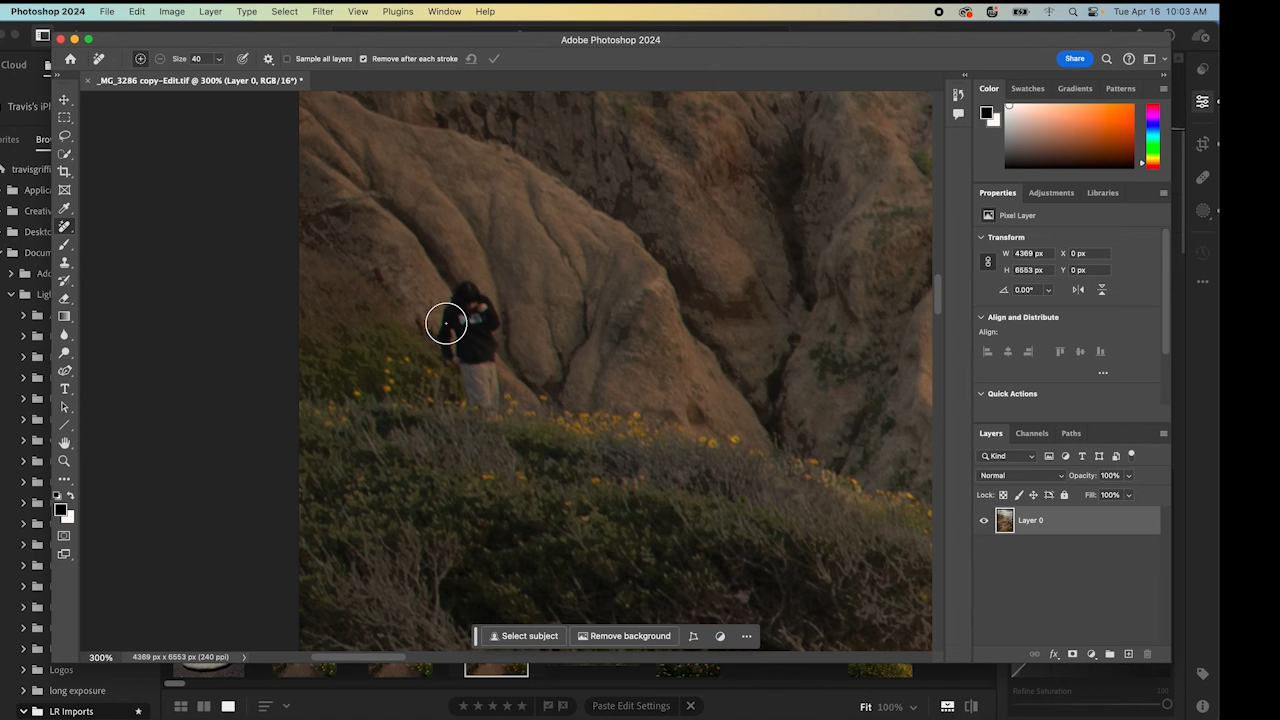 Photoshop 2024 File Edit Image Layer Type Select Filter View Plugins Window Help Tue Apr 16 10:03 AM
Adobe Photoshop 2024
Cloud
Size 40 Sample all layers Remove after each stroke Share
_MG_3286 copy-Edit.tif @ 300% (Layer 0, RGB/16*) *
Color Swatches Gradients Patterns
Travis's iP
Brow
travisgriffi
Applica
Creativ
Deskto
Docum
Ado
Ligh
Properties Adjustments Libraries
Pixel Layer
Transform
W 4369 px X 0 px
H 6553 px Y 0 px
0.00°
Align and Distribute
Align:
Quick Actions
Layers Channels Paths
Kind
Normal Opacity: 100%
Lock: Fill: 100%
Layer 0
Select subject Remove background
300% 4369 px x 6553 px (240 ppi)
Logos
long exposure
LR Imports
Paste Edit Settings
Fit 100%
Refine Saturation 100